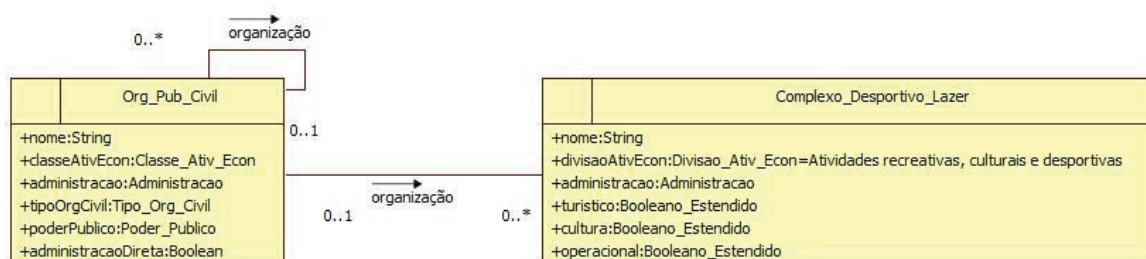 organização
0..*
Org_Pub_Civil
+nome:String
+classeAtivEcon:Classe_Ativ_Econ
+administracao:Administracao
+tipoOrgCivil:Tipo_Org_Civil
+poderPublico:Poder_Publico
+administracaoDireta:Boolean
0..1
organização
0..1
0..*
Complexo_Desportivo_Lazer
+nome:String
+divisaoAtivEcon:Divisao_Ativ_Econ=Atividades recreativas, culturais e desportivas
+administracao:Administracao
+turistico:Booleano_Estendido
+cultura:Booleano_Estendido
+operacional:Booleano_Estendido